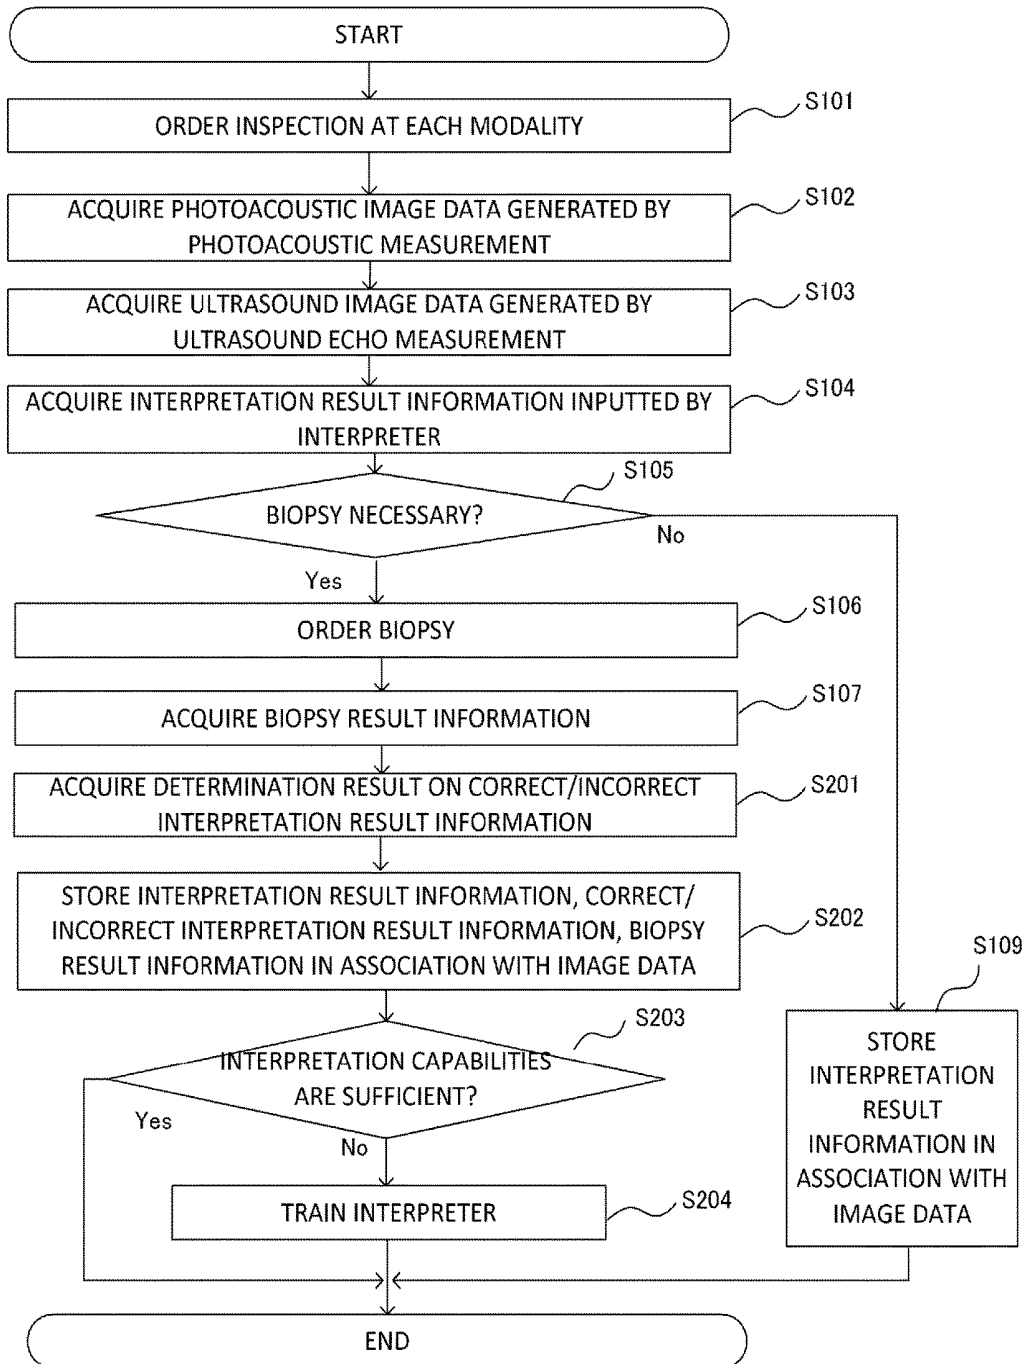 START
S101
ORDER INSPECTION AT EACH MODALITY
S102
ACQUIRE PHOTOACOUSTIC IMAGE DATA GENERATED BY
PHOTOACOUSTIC MEASUREMENT
S103
ACQUIRE ULTRASOUND IMAGE DATA GENERATED BY
ULTRASOUND ECHO MEASUREMENT
S104
ACQUIRE INTERPRETATION RESULT INFORMATION INPUTTED BY
INTERPRETER
S105
BIOPSY NECESSARY?
No
Yes
S106
ORDER BIOPSY
S107
ACQUIRE BIOPSY RESULT INFORMATION
S201
ACQUIRE DETERMINATION RESULT ON CORRECT/INCORRECT
INTERPRETATION RESULT INFORMATION
STORE INTERPRETATION RESULT INFORMATION, CORRECT/
INCORRECT INTERPRETATION RESULT INFORMATION, BIOPSY
RESULT INFORMATION IN ASSOCIATION WITH IMAGE DATA
S202
S109
STORE
INTERPRETATION
RESULT
INFORMATION IN
ASSOCIATION WITH
IMAGE DATA
S203
INTERPRETATION CAPABILITIES
ARE SUFFICIENT?
Yes
No
S204
TRAIN INTERPRETER
END